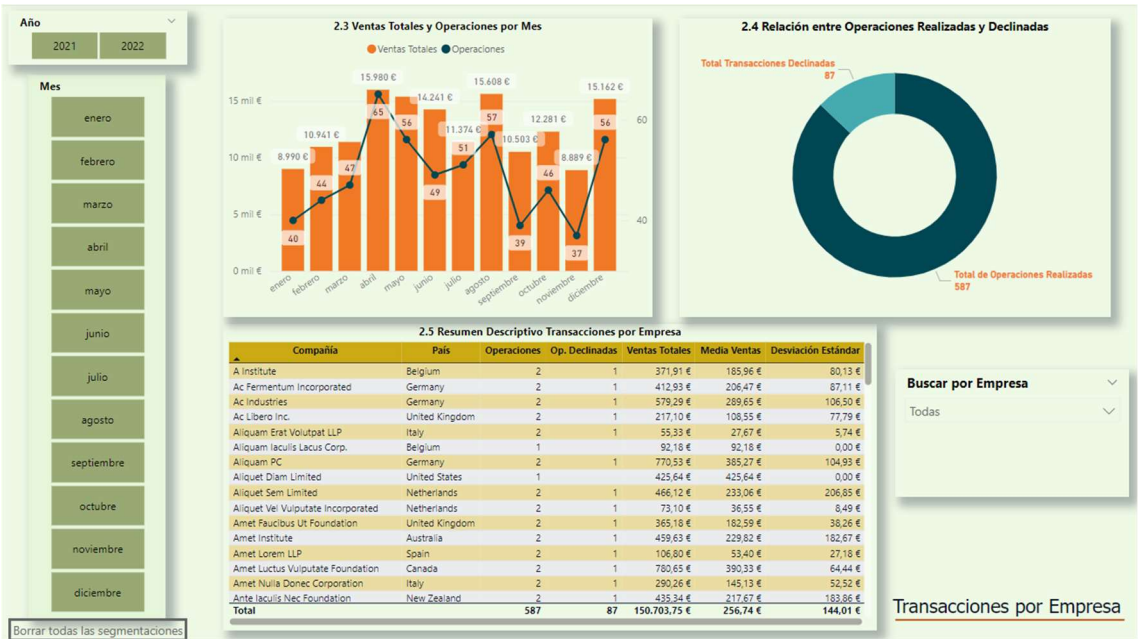 Año
2021 2022
Mes
enero
febrero
marzo
abril
mayo
junio
julio
agosto
septiembre
octubre
noviembre
diciembre
Borrar todas las segmentaciones
2.3 Ventas Totales y Operaciones por Mes
Ventas Totales Operaciones
15 mil €
10 mil €
5 mil €
0 mil €
60
40
8.990 €
10.941 €
15.980 €
14.241 €
11.374 €
15.608 €
10.503 €
12.281 €
8.889 €
15.162 €
40
44
47
65
56
49
51
57
39
46
37
56
enero febrero marzo abril mayo junio julio agosto septiembre octubre noviembre diciembre
2.4 Relación entre Operaciones Realizadas y Declinadas
Total Transacciones Declinadas
87
Total de Operaciones Realizadas
587
2.5 Resumen Descriptivo Transacciones por Empresa
Compañía País Operaciones Op. Declinadas Ventas Totales Media Ventas Desviación Estándar
A Institute Belgium 2 1 371,91 € 185,96 € 80,13 €
Ac Fermentum Incorporated Germany 2 1 412,93 € 206,47 € 87,11 €
Ac Industries Germany 2 1 579,29 € 289,65 € 106,50 €
Ac Libero Inc. United Kingdom 2 1 217,10 € 108,55 € 77,79 €
Aliquam Erat Volutpat LLP Italy 2 1 55,33 € 27,67 € 5,74 €
Aliquam Iaculis Lacus Corp. Belgium 1 92,18 € 92,18 € 0,00 €
Aliquam PC Germany 2 1 770,53 € 385,27 € 104,93 €
Aliquet Diam Limited United States 1 425,64 € 425,64 € 0,00 €
Aliquet Sem Limited Netherlands 2 1 466,12 € 233,06 € 206,85 €
Aliquet Vel Vulputate Incorporated Netherlands 2 1 73,10 € 36,55 € 8,49 €
Amet Faucibus Ut Foundation United Kingdom 2 1 365,18 € 182,59 € 38,26 €
Amet Institute Australia 2 1 459,63 € 229,82 € 182,67 €
Amet Lorem LLP Spain 2 1 106,80 € 53,40 € 27,18 €
Amet Luctus Vulputate Foundation Canada 2 1 780,65 € 390,33 € 64,44 €
Amet Nulla Donec Corporation Italy 2 1 290,26 € 145,13 € 52,52 €
Ante Iaculis Nec Foundation New Zealand 2 1 435,34 € 217,67 € 183,86 €
Total 587 87 150.703,75 € 256,74 € 144,01 €
Buscar por Empresa
Todas
Transacciones por Empresa